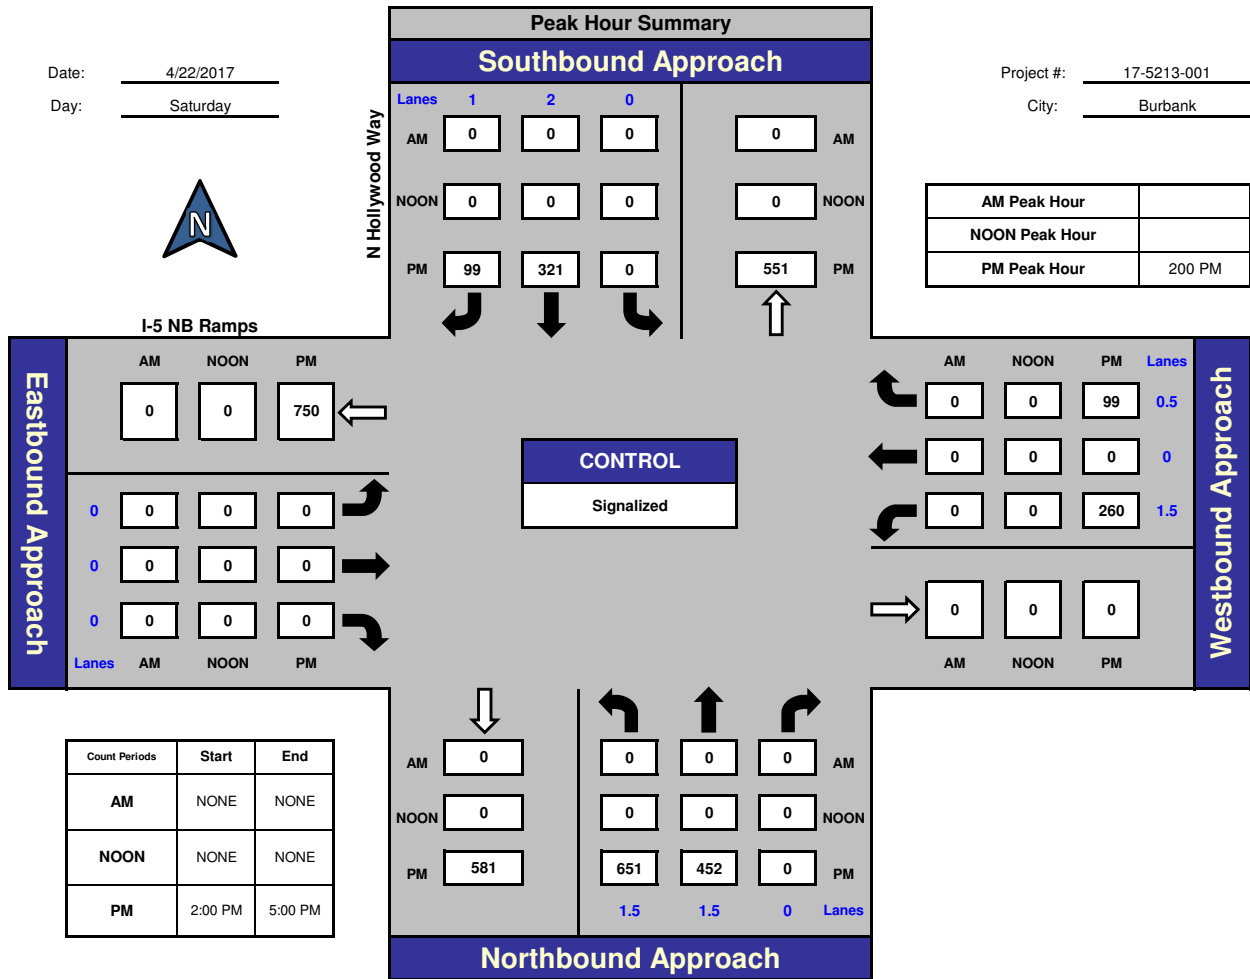 Peak Hour Summary
Southbound Approach
Date: 4/22/2017
Day: Saturday
Project #: 17-5213-001
City: Burbank
N Hollywood Way
Lanes 1 2 0
AM 0 0 0 0 AM
NOON 0 0 0 0 NOON
PM 99 321 0 551 PM
N
AM Peak Hour
NOON Peak Hour
PM Peak Hour 200 PM
I-5 NB Ramps
Eastbound Approach
AM NOON PM
0 0 750
0 0 0 0
0 0 0 0
0 0 0 0
Lanes AM NOON PM
CONTROL
Signalized
AM NOON PM Lanes
0 0 99 0.5
0 0 0 0
0 0 260 1.5
0 0 0
AM NOON PM
Westbound Approach
Count Periods Start End
AM NONE NONE
NOON NONE NONE
PM 2:00 PM 5:00 PM
AM 0 0 0 0 AM
NOON 0 0 0 0 NOON
PM 581 651 452 0 PM
1.5 1.5 0 Lanes
Northbound Approach